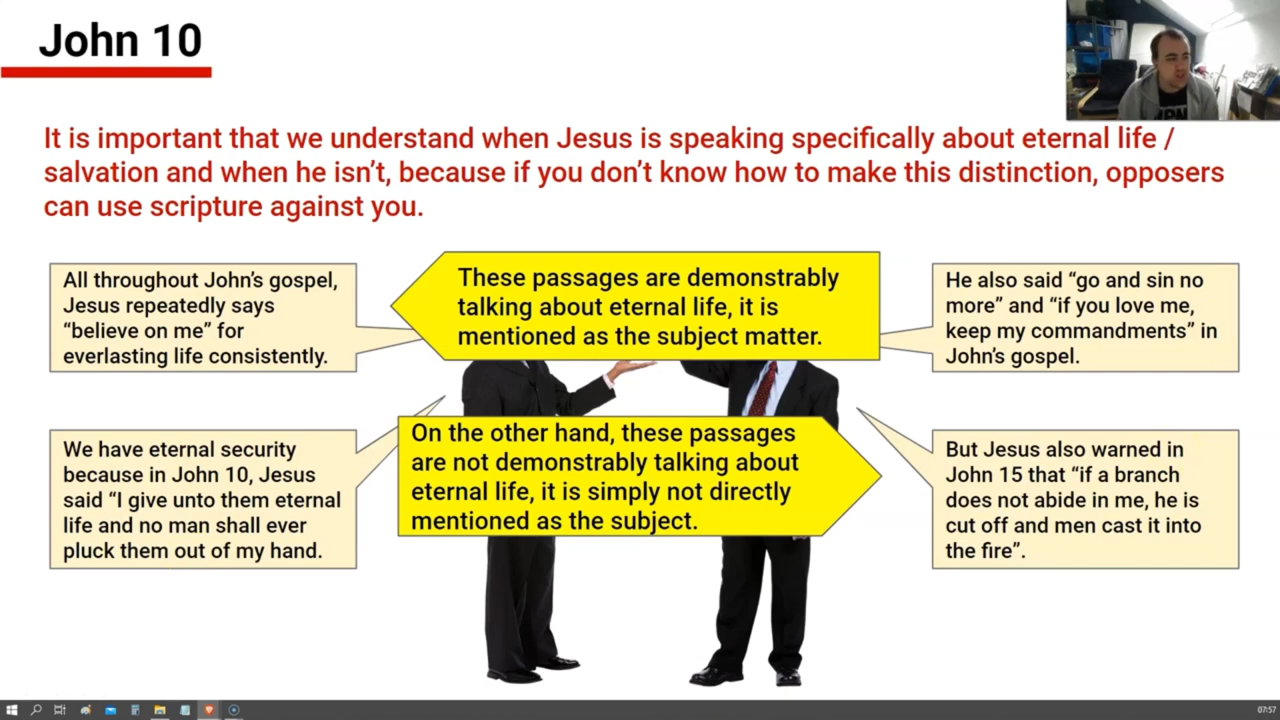 John 10
It is important that we understand when Jesus is speaking specifically about eternal life /
salvation and when he isn’t, because if you don’t know how to make this distinction, opposers
can use scripture against you.
All throughout John’s gospel,
Jesus repeatedly says
“believe on me” for
everlasting life consistently.
These passages are demonstrably
talking about eternal life, it is
mentioned as the subject matter.
He also said “go and sin no
more” and “if you love me,
keep my commandments” in
John’s gospel.
We have eternal security
because in John 10, Jesus
said “I give unto them eternal
life and no man shall ever
pluck them out of my hand.
On the other hand, these passages
are not demonstrably talking about
eternal life, it is simply not directly
mentioned as the subject.
But Jesus also warned in
John 15 that “if a branch
does not abide in me, he is
cut off and men cast it into
the fire”.
07:57